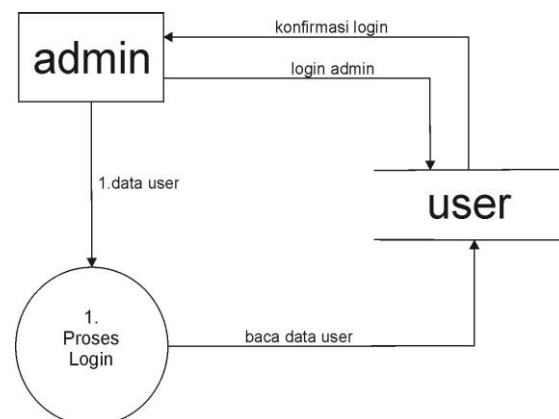 konfirmasi login
admin
login admin
1.data user
user
1.
Proses
Login
baca data user